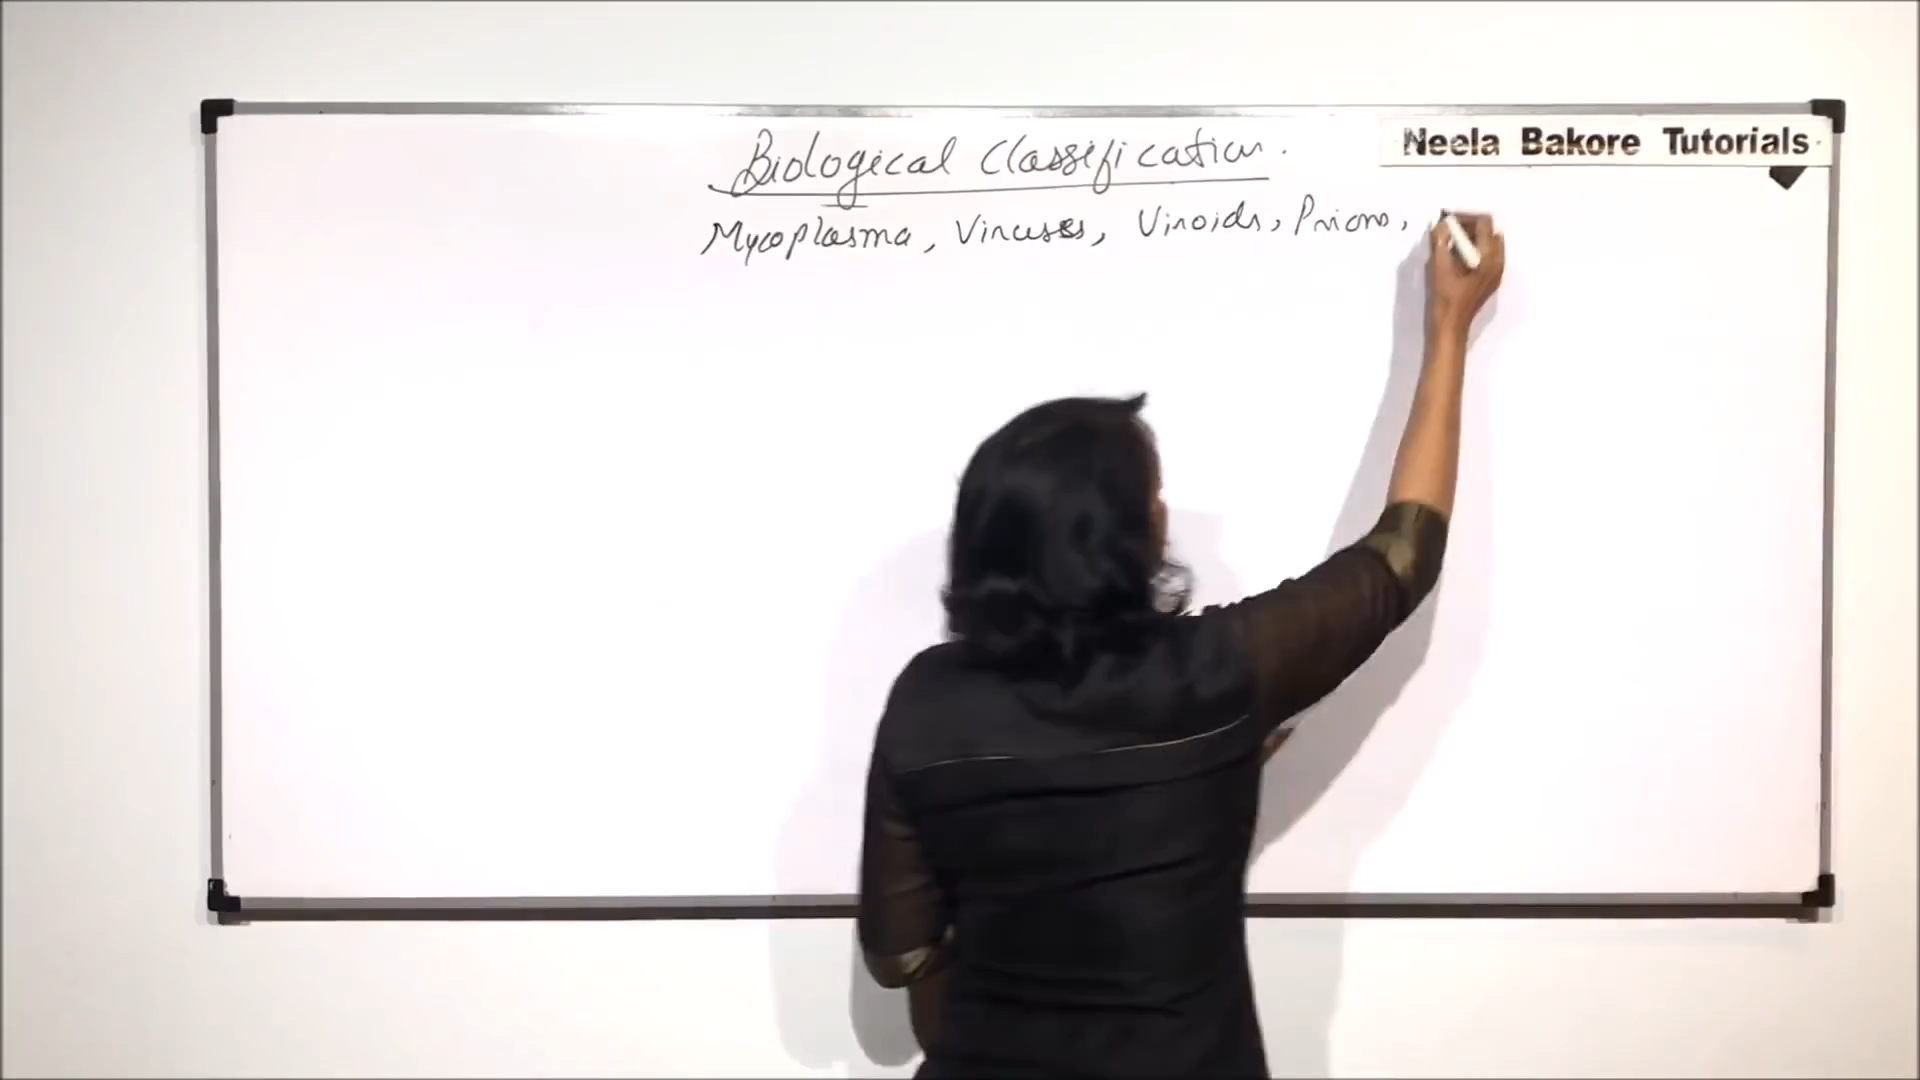 Biological Classification.
Neela Bakore Tutorials
Mycoplasma, Viruses, Viroids, Prions,